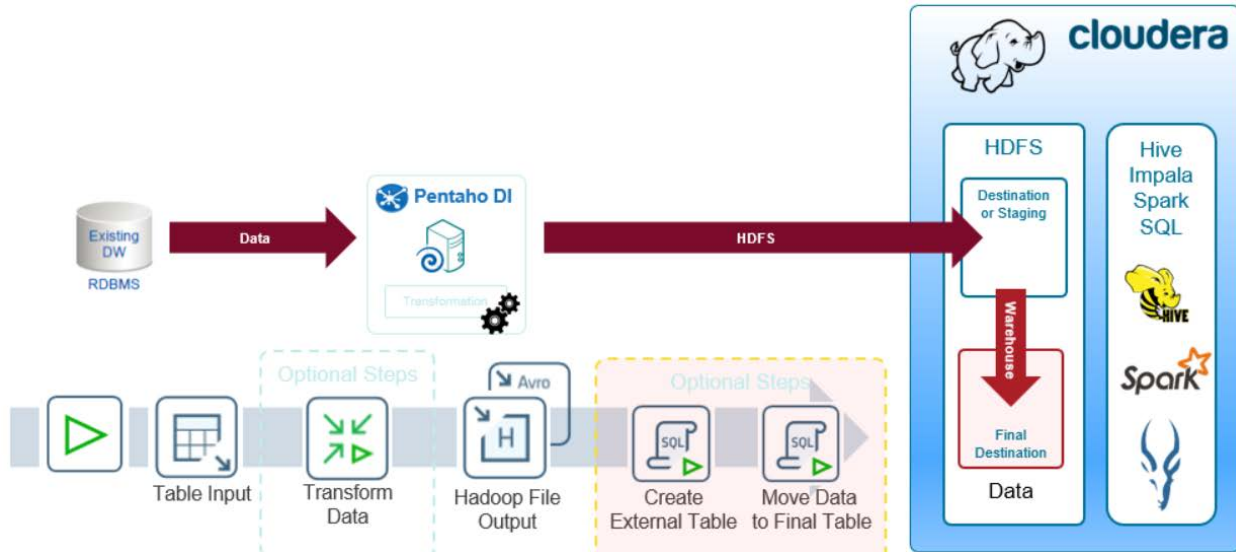 cloudera
HDFS
Hive
Impala
Spark
SQL
Destination
or Staging
Pentaho DI
Existing
DW
RDBMS
Data
HDFS
Transformation
Warehouse
HIVE
Spark
Final
Destination
Data
Optional Steps
Avro
Optional Steps
H
SQL
SQL
Table Input
Transform
Data
Hadoop File
Output
Create
External Table
Move Data
to Final Table